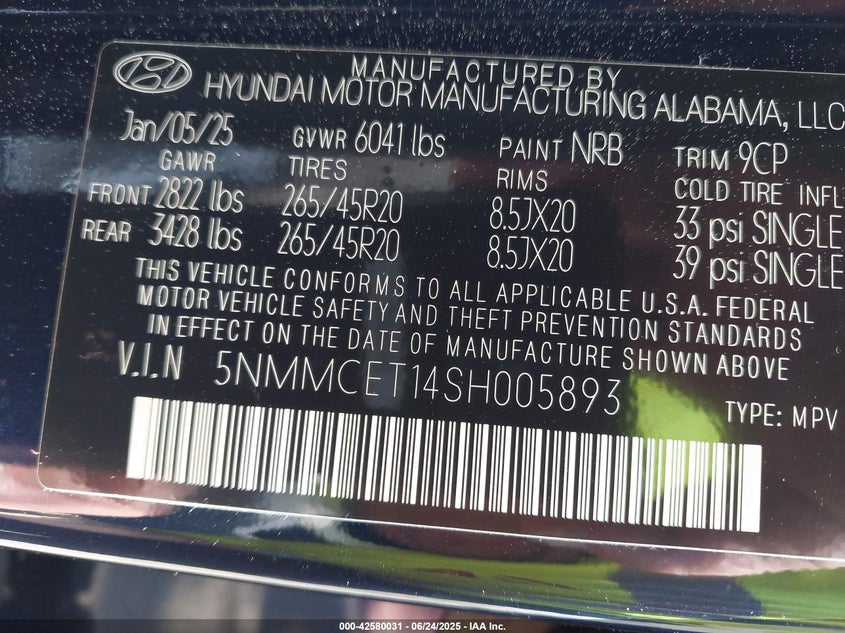 MANUFACTURED BY
HYUNDAI MOTOR MANUFACTURING ALABAMA, LLC
Jan/05/25 GVWR 6041 lbs PAINT NRB TRIM 9CP
GAWR TIRES RIMS COLD TIRE INFL
FRONT 2822 lbs 265/45R20 8.5JX20 33 psi SINGLE
REAR 3428 lbs 265/45R20 8.5JX20 39 psi SINGLE
THIS VEHICLE CONFORMS TO ALL APPLICABLE U.S.A. FEDERAL
MOTOR VEHICLE SAFETY AND THEFT PREVENTION STANDARDS
IN EFFECT ON THE DATE OF MANUFACTURE SHOWN ABOVE
V.I.N 5NMMCET14SH005893
TYPE: MPV
000-42580031 - 06/24/2025 - IAA Inc.